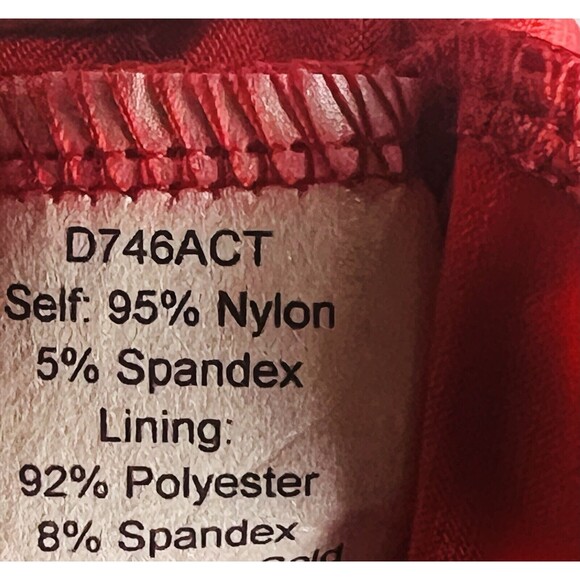 D746ACT
Self: 95% Nylon
5% Spandex
Lining:
92% Polyester
8% Spandex